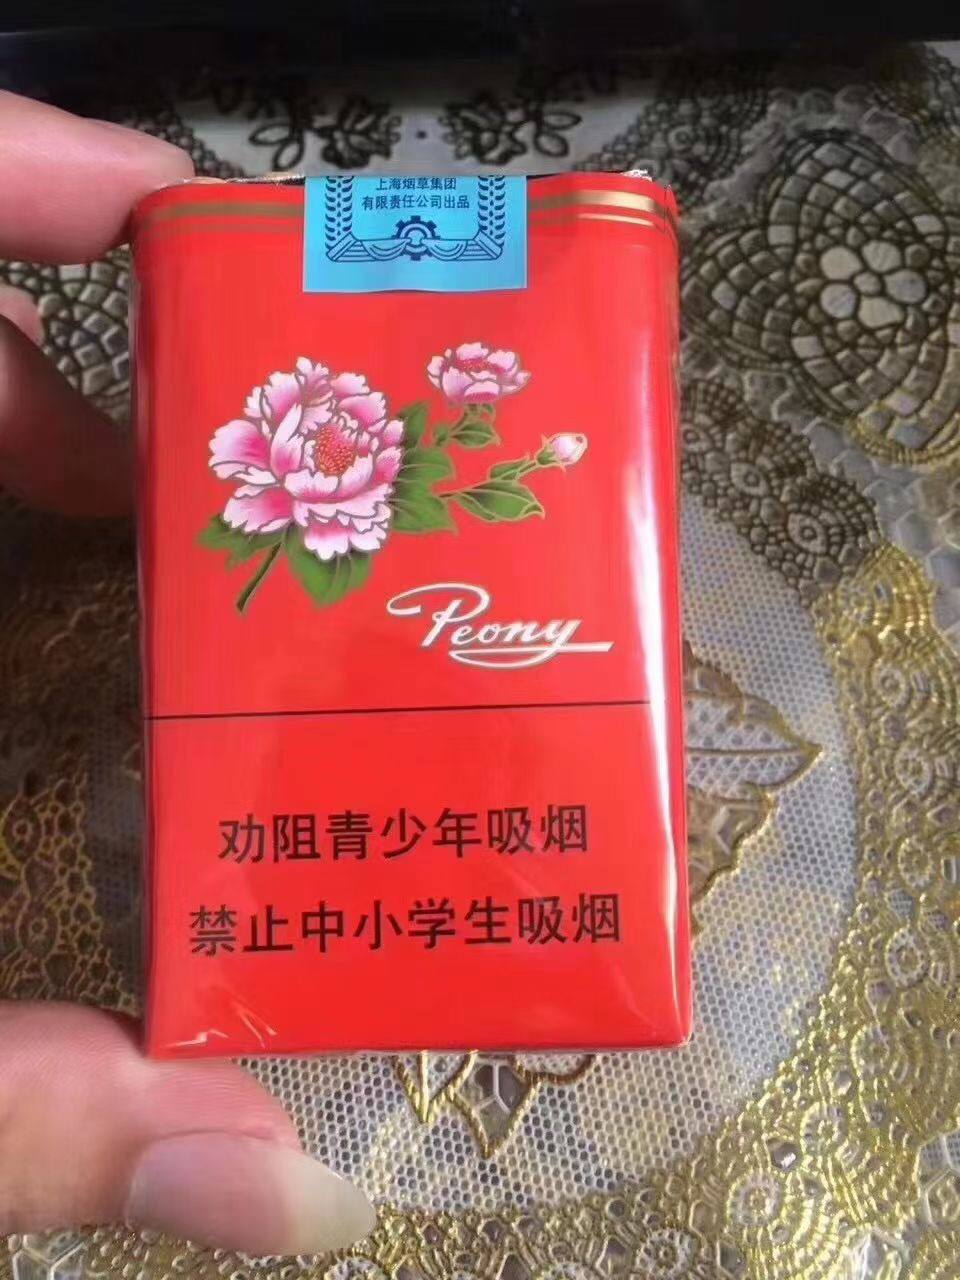 上海烟草集团
有限责任公司出品
Peony
劝阻青少年吸烟
禁止中小学生吸烟